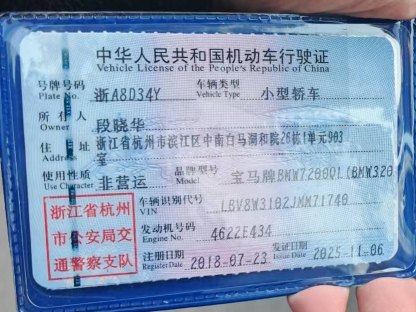 中华人民共和国机动车行驶证
Vehicle License of the People's Republic of China
号牌号码 浙A8D34Y 车辆类型 小型轿车
Plate No. Vehicle Type
所有人 段晓华
Owner
住址 浙江省杭州市滨江区中南白马湖和院26栋1单元903室
Address
使用性质 非营运 品牌型号 宝马牌BMW7200QL(BMW320
Use Character Model
浙江省杭州市公安局交通警察支队
车辆识别代号 LBV8W3102JMM71740
VIN
发动机号码 4622E434
Engine No.
注册日期 2018-07-23 发证日期 2025-11-06
Register Date Issue Date